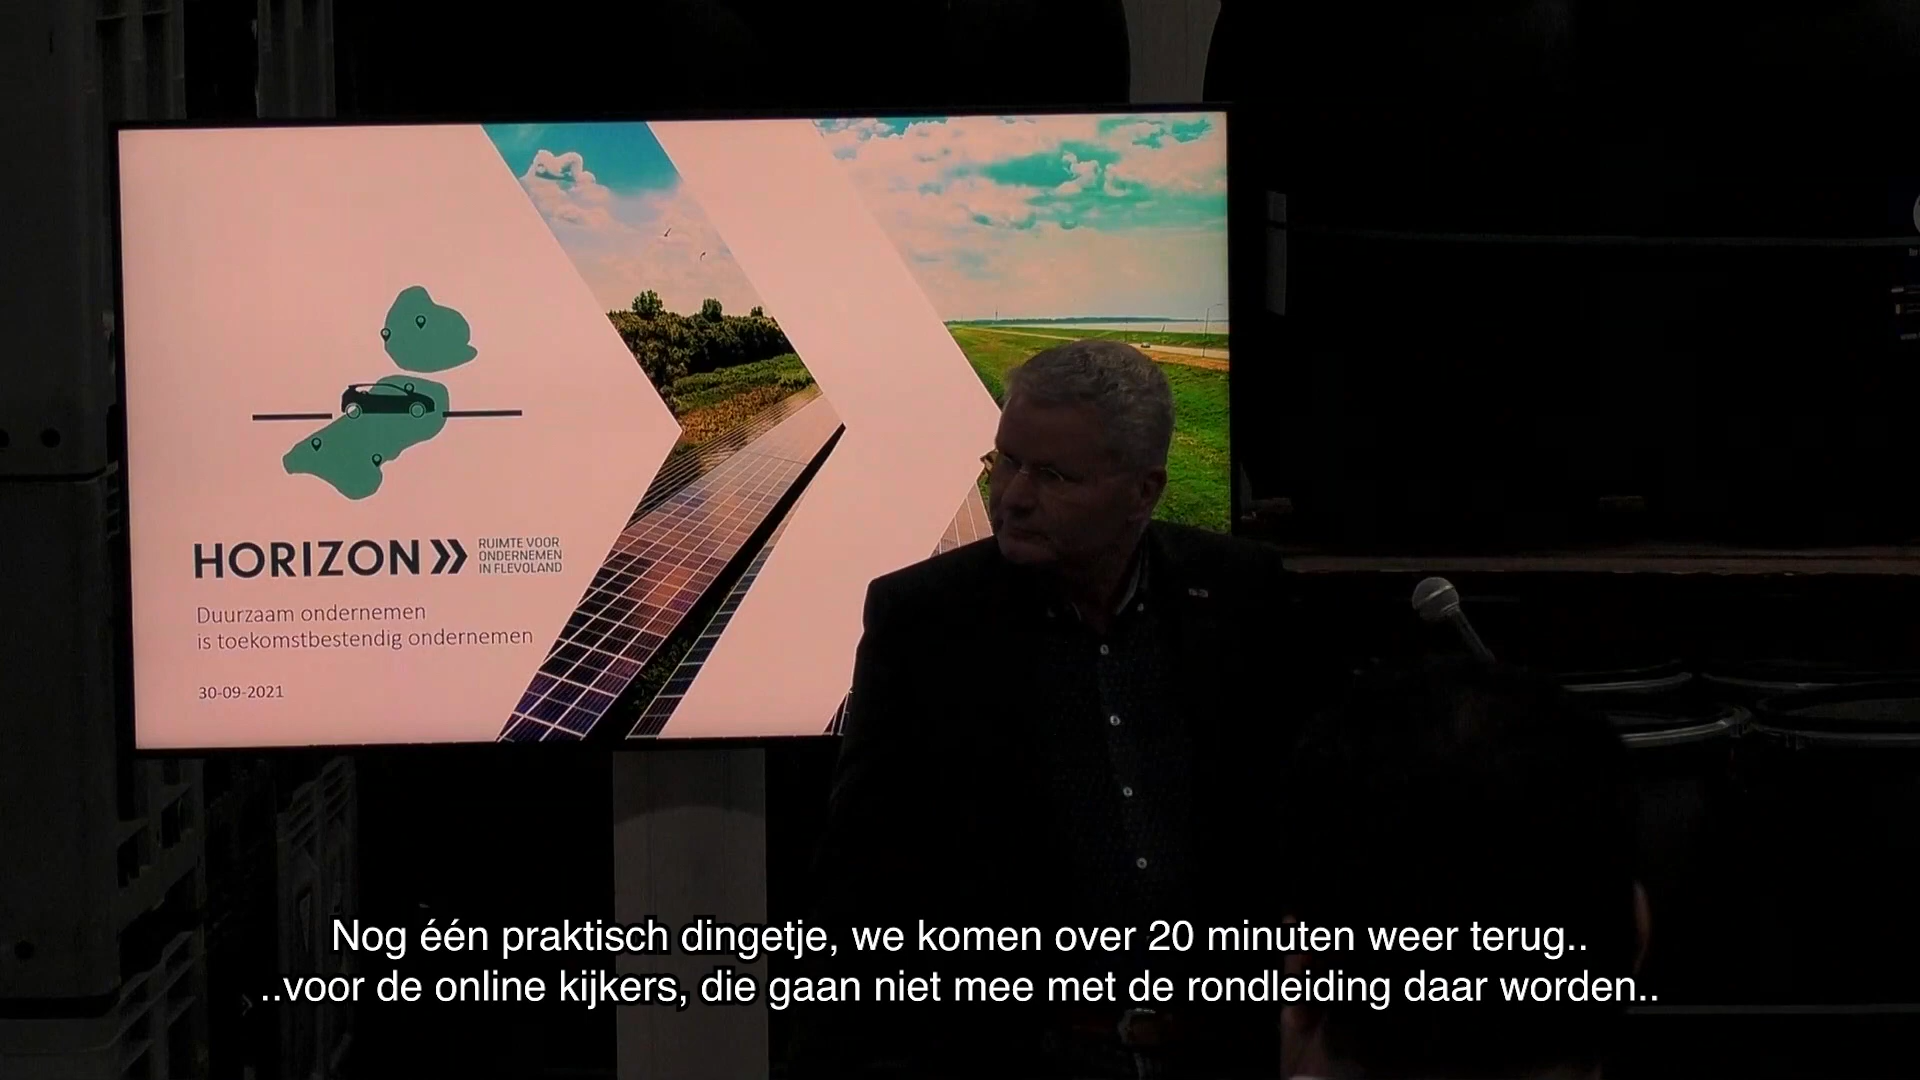 HORIZON
RUIMTE VOOR
ONDERNEMEN
IN FLEVOLAND
Duurzaam ondernemen
is toekomstbestendig ondernemen
30-09-2021
Nog één praktisch dingetje, we komen over 20 minuten weer terug..
..voor de online kijkers, die gaan niet mee met de rondleiding daar worden..